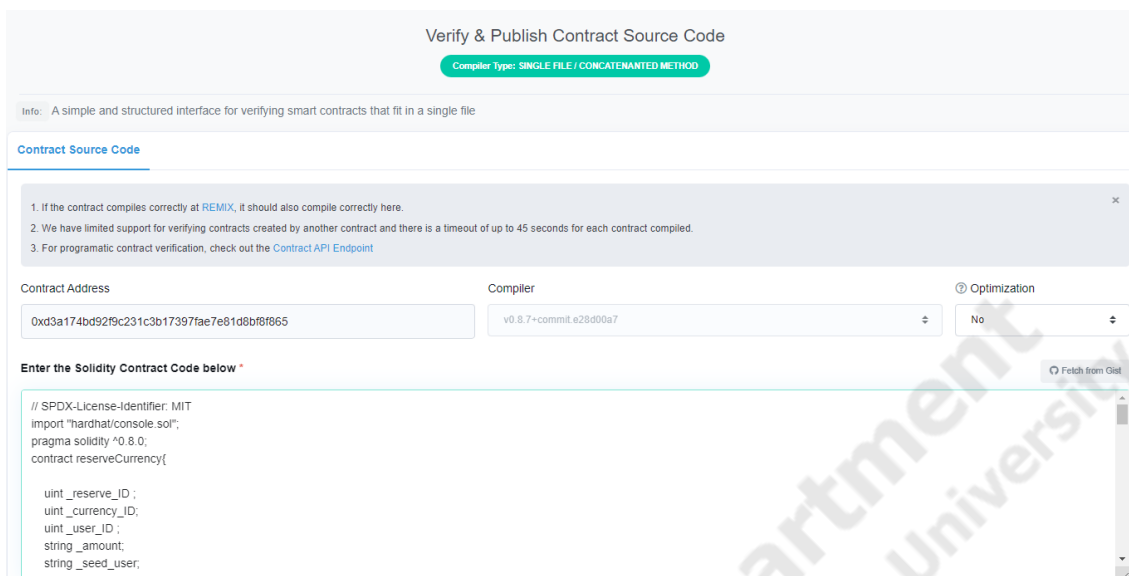 Verify & Publish Contract Source Code
Compiler Type: SINGLE FILE / CONCATENANTED METHOD
Info: A simple and structured interface for verifying smart contracts that fit in a single file
Contract Source Code
1. If the contract compiles correctly at REMIX, it should also compile correctly here.
2. We have limited support for verifying contracts created by another contract and there is a timeout of up to 45 seconds for each contract compiled.
3. For programatic contract verification, check out the Contract API Endpoint
Contract Address Compiler Optimization
0xd3a174bd92f9c231c3b17397fae7e81d8bf8f865 v0.8.7+commit.e28d00a7 No
Enter the Solidity Contract Code below * Fetch from Gist
// SPDX-License-Identifier: MIT
import "hardhat/console.sol";
pragma solidity ^0.8.0;
contract reserveCurrency{
uint _reserve_ID ;
uint _currency_ID;
uint _user_ID ;
string _amount;
string _seed_user;
University